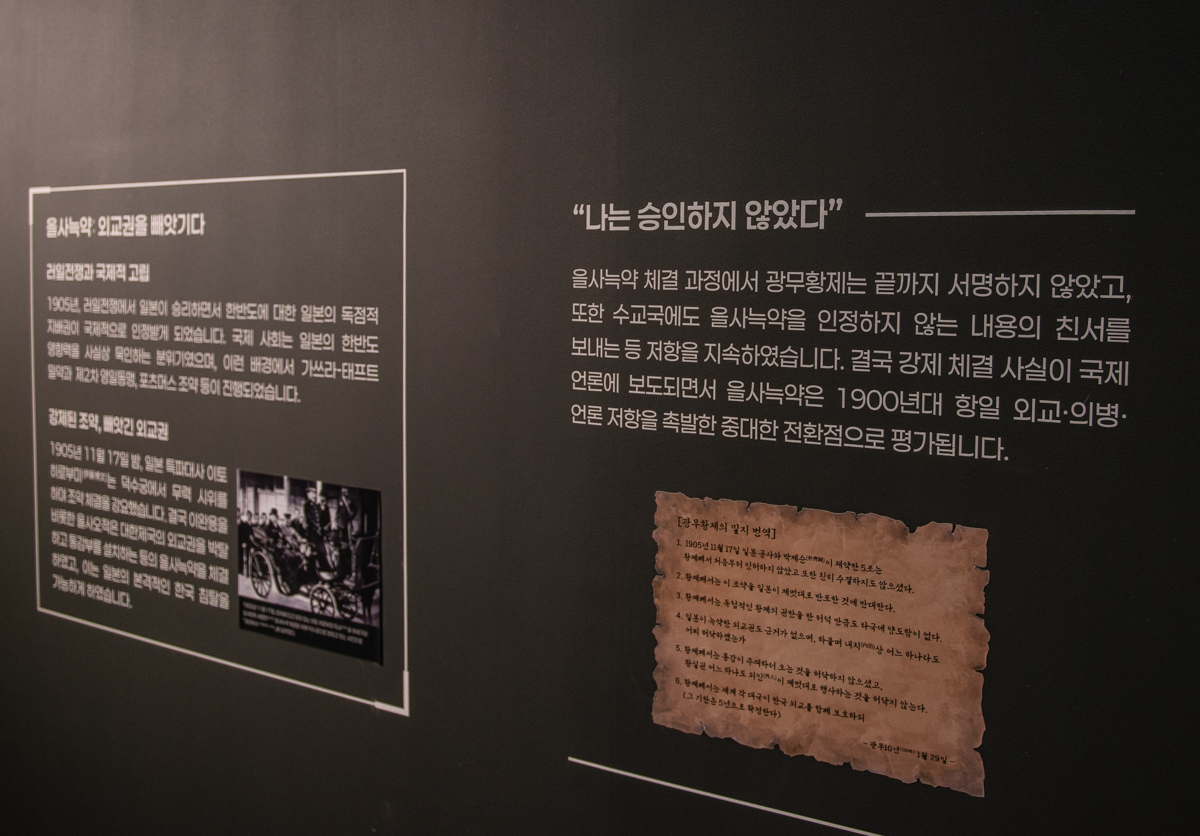 을사늑약: 외교권을 빼앗기다
러일전쟁과 국제적 고립
1905년, 러일전쟁에서 일본이 승리하면서 한반도에 대한 일본의 독점적
지배권이 국제적으로 인정받게 되었습니다. 국제 사회는 일본의 한반도
영향력을 사실상 묵인하는 분위기였으며, 이런 배경에서 가쓰라-태프트
밀약과 제2차 영일동맹, 포츠머스 조약 등이 진행되었습니다.
강제된 조약, 빼앗긴 외교권
1905년 11월 17일 밤, 일본 특파대사 이토
히로부미는 덕수궁에서 무력 시위를
하며 조약 체결을 강요했습니다. 결국 이완용을
비롯한 을사오적은 대한제국의 외교권을 박탈
하고 통감부를 설치하는 등의 을사늑약을 체결
하였고, 이는 일본의 본격적인 한국 침탈을
가능하게 하였습니다.
“나는 승인하지 않았다”
을사늑약 체결 과정에서 광무황제는 끝까지 서명하지 않았고,
또한 수교국에도 을사늑약을 인정하지 않는 내용의 친서를
보내는 등 저항을 지속하였습니다. 결국 강제 체결 사실이 국제
언론에 보도되면서 을사늑약은 1900년대 항일 외교·의병·
언론 저항을 촉발한 중대한 전환점으로 평가됩니다.
[광무황제의 밀지 번역]
1. 1905년 11월 17일 일본 공사와 박제순이 체약한 5조는
황제께서 처음부터 인허하지 않았고 또한 친히 수결하지도 않으셨다.
2. 황제께서는 이 조약을 일본이 제멋대로 반포한 것에 반대한다.
3. 황제께서는 독립적인 황제의 권한을 한 터럭 만큼도 타국에 양도함이 없다.
4. 일본이 늑약한 외교권도 근거가 없으며, 하물며 내치(內治)상 어느 하나라도
어찌 허락하겠는가
5. 황제께서는 통감이 주재하러 오는 것을 허락하지 않으셨고,
황실권 어느 하나도 외인(外人)이 제멋대로 행사하는 것을 허락지 않는다.
6. 황제께서는 세계 각 대국이 한국 외교를 함께 보호하되
(그 기한은 5년으로 확정한다)
- 광무10년 1월 29일 -